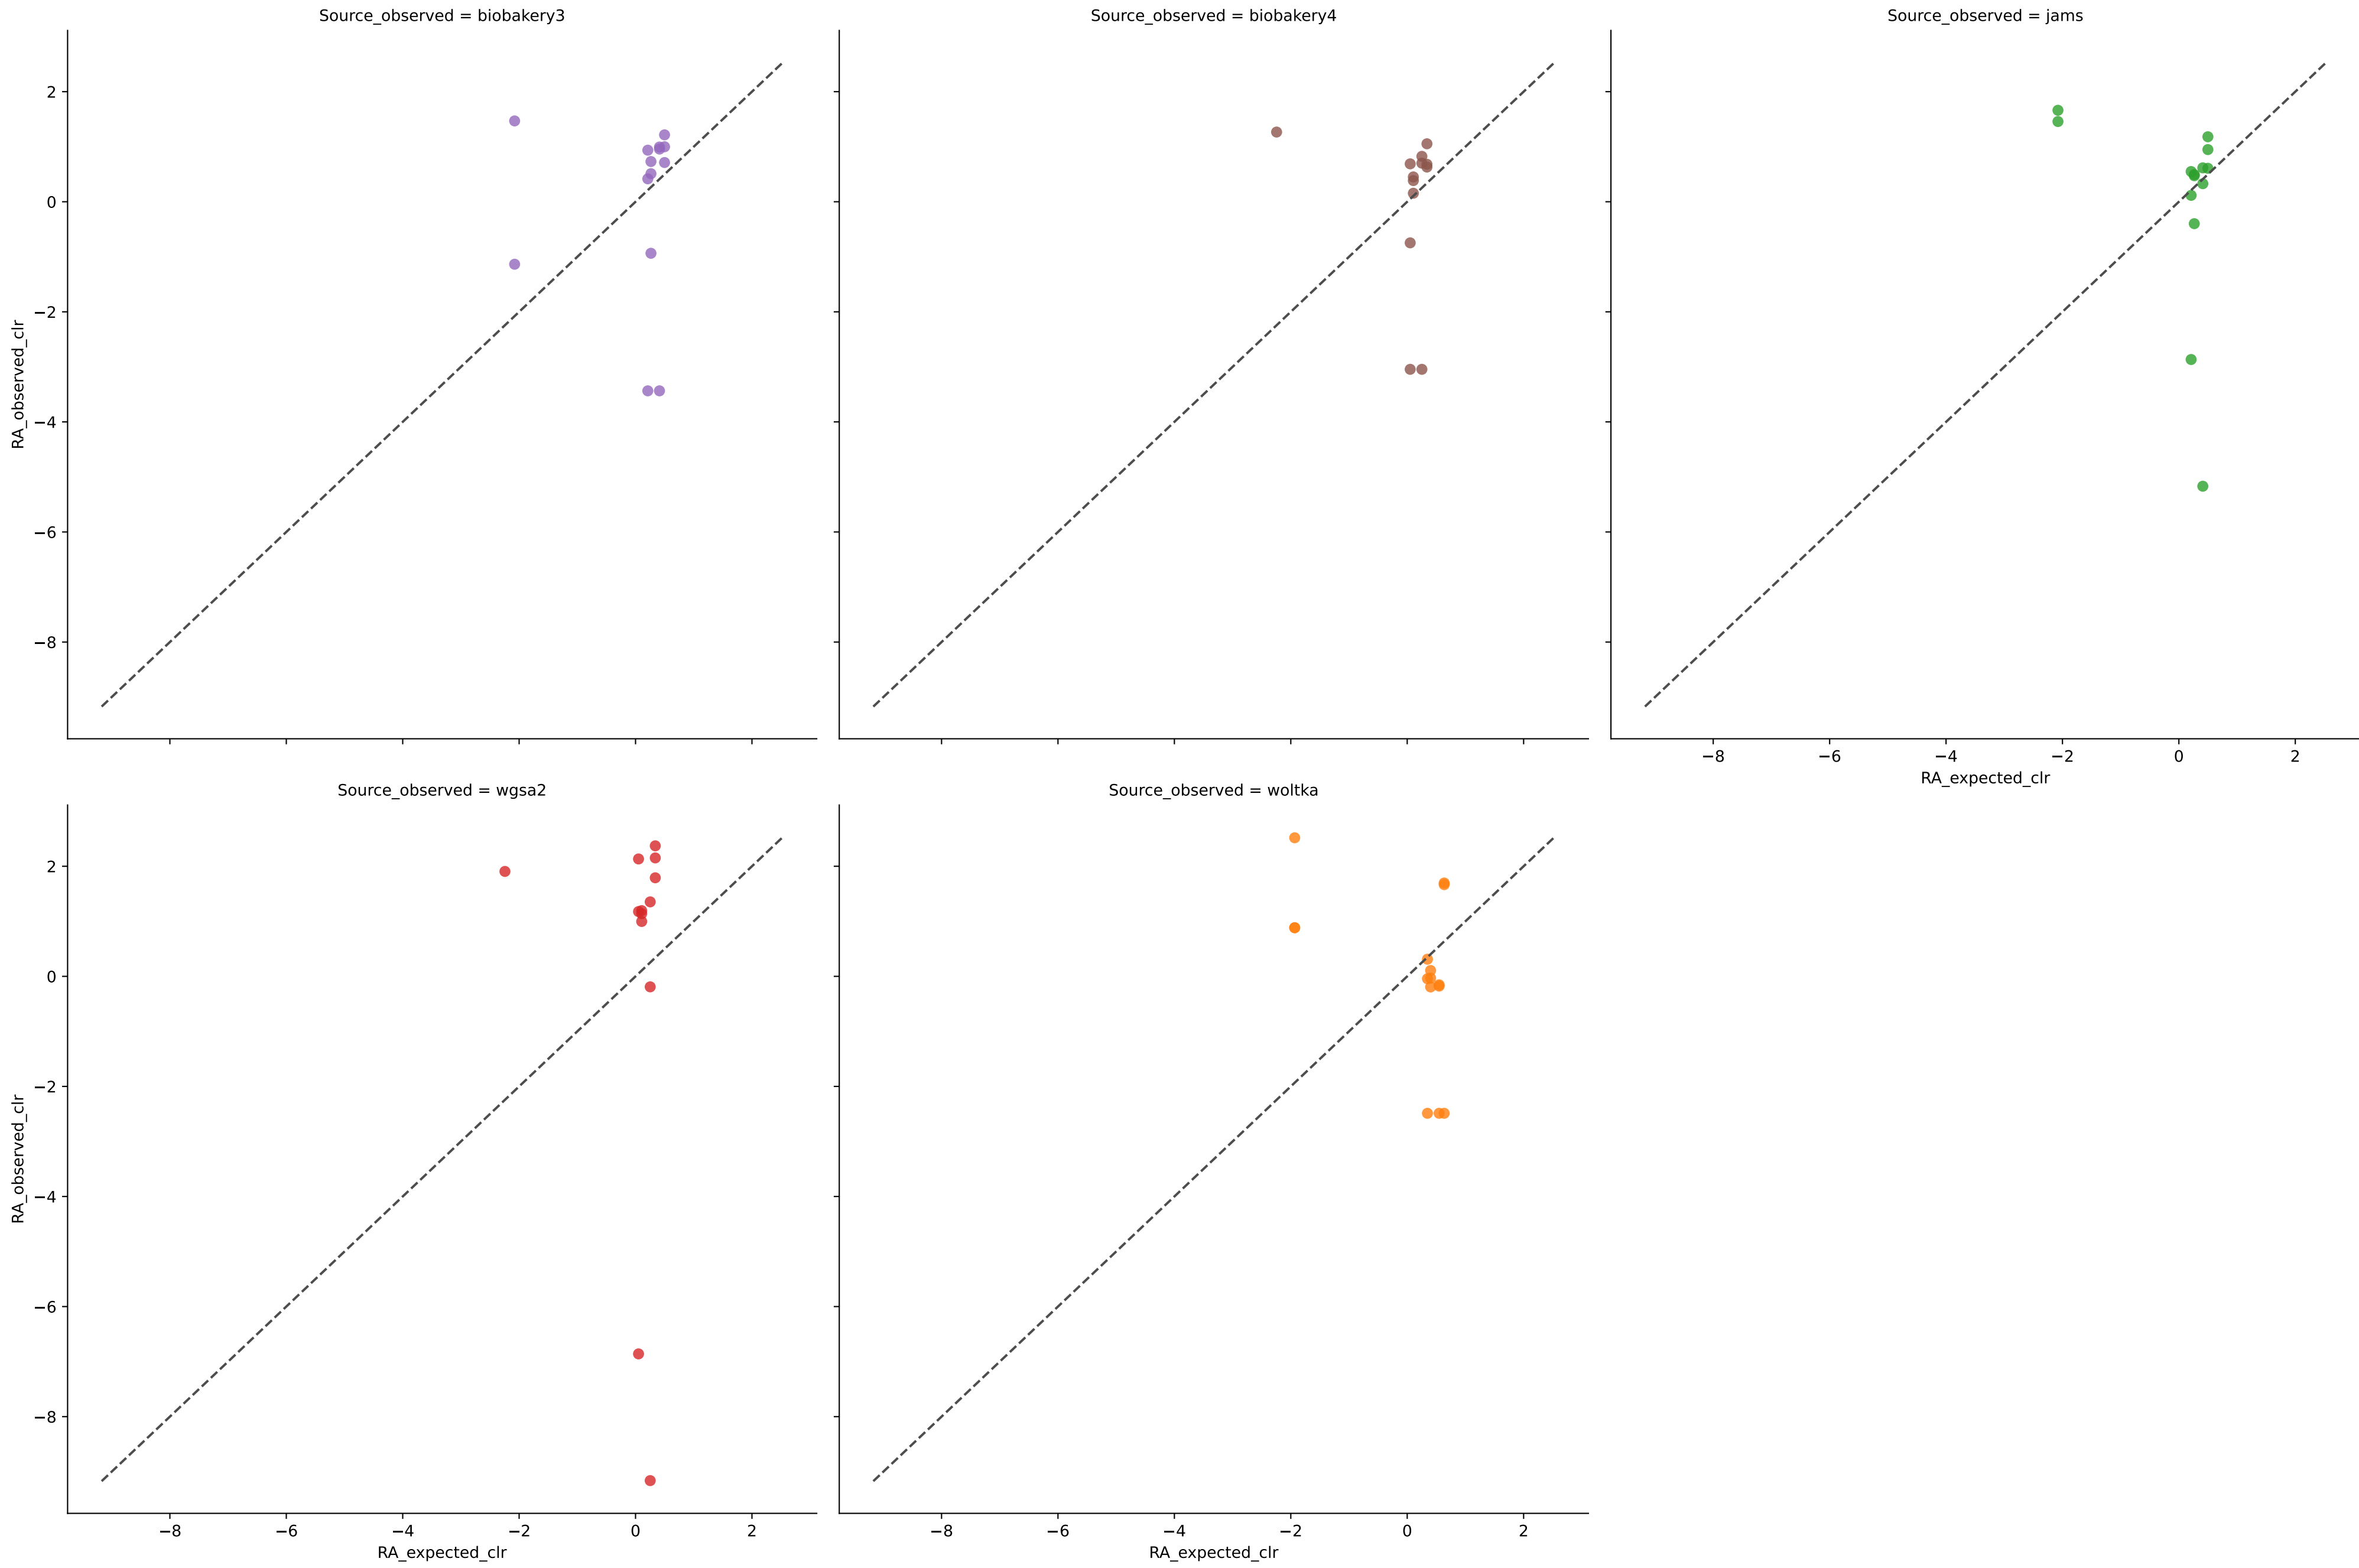 Source_observed = biobakery3
Source_observed = biobakery4
Source_observed = jams
2
0
−2
−4
−6
−8
RA_observed_clr
−8 −6 −4 −2 0 2
RA_expected_clr
Source_observed = wgsa2
Source_observed = woltka
2
0
−2
−4
−6
−8
RA_observed_clr
−8 −6 −4 −2 0 2
−8 −6 −4 −2 0 2
RA_expected_clr
RA_expected_clr